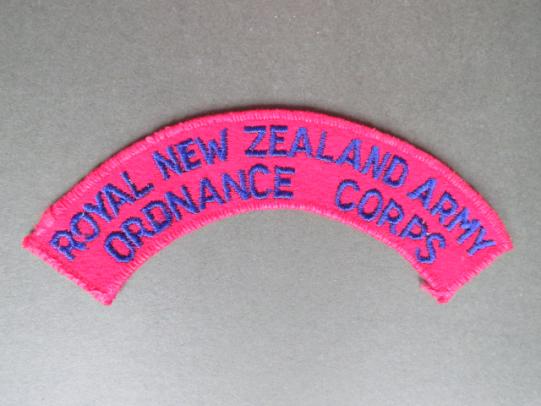 ROYAL NEW ZEALAND ARMY
ORDNANCE CORPS